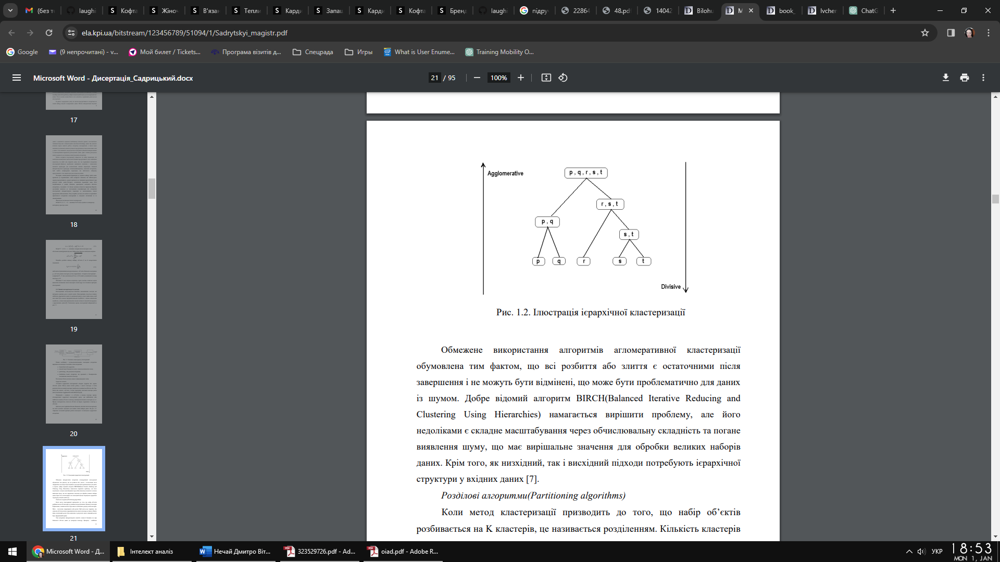 (без т
laughi
Кофта
Жіноч
В'язан
Тепли
Карди
Запаш
Карди
Кофта
Бренд
laughi
підру
22864
48.pdf
14042
Bilohu
M
book_
lvcher
ChatG
ela.kpi.ua/bitstream/123456789/51094/1/Sadrytskyi_magistr.pdf
Google
(9 непрочитані) - v...
Мой билет / Tickets...
Програма візитів д...
Спецрада
Игры
What is User Enume...
Training Mobility O...
Microsoft Word - Дисертація_Садрицький.docx
21 / 95
100%
17
18
19
20
21
Agglomerative
p , q , r , s , t
r , s , t
p , q
s , t
p
q
r
s
t
Divisive
Рис. 1.2. Ілюстрація ієрархічної кластеризації
Обмежене використання алгоритмів агломеративної кластеризації
обумовлена тим фактом, що всі розбиття або злиття є остаточними після
завершення і не можуть бути відмінені, що може бути проблематично для даних
із шумом. Добре відомий алгоритм BIRCH(Balanced Iterative Reducing and
Clustering Using Hierarchies) намагається вирішити проблему, але його
недоліками є складне масштабування через обчислювальну складність та погане
виявлення шуму, що має вирішальне значення для обробки великих наборів
даних. Крім того, як низхідний, так і висхідний підходи потребують ієрархічної
структури у вхідних даних [7].
Розділові алгоритми(Partitioning algorithms)
Коли метод кластеризації призводить до того, що набір об’єктів
розбивається на K кластерів, це називається розділенням. Кількість кластерів
Microsoft Word - Д...
Інтелект аналіз
Нечай Дмитро Віт...
323529726.pdf - Ad...
oiad.pdf - Adobe R...
УКР
18:53
MON 1, JAN